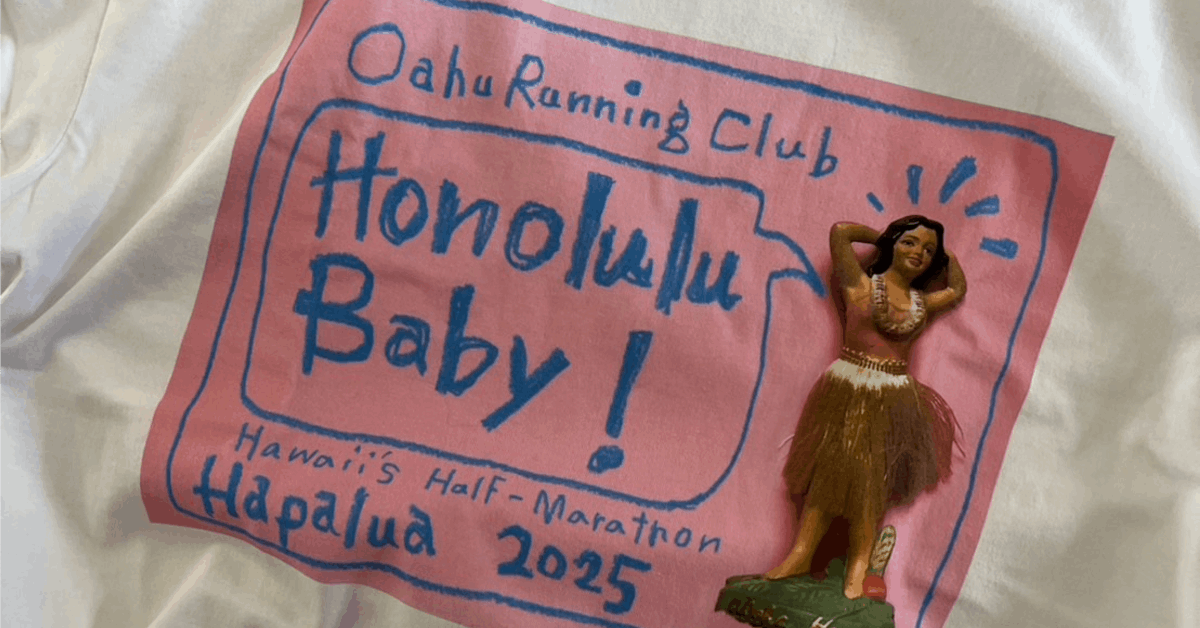 Oahu Running Club
Honolulu
Baby!
Hawaii's Half-Marathon
Hapalua 2025